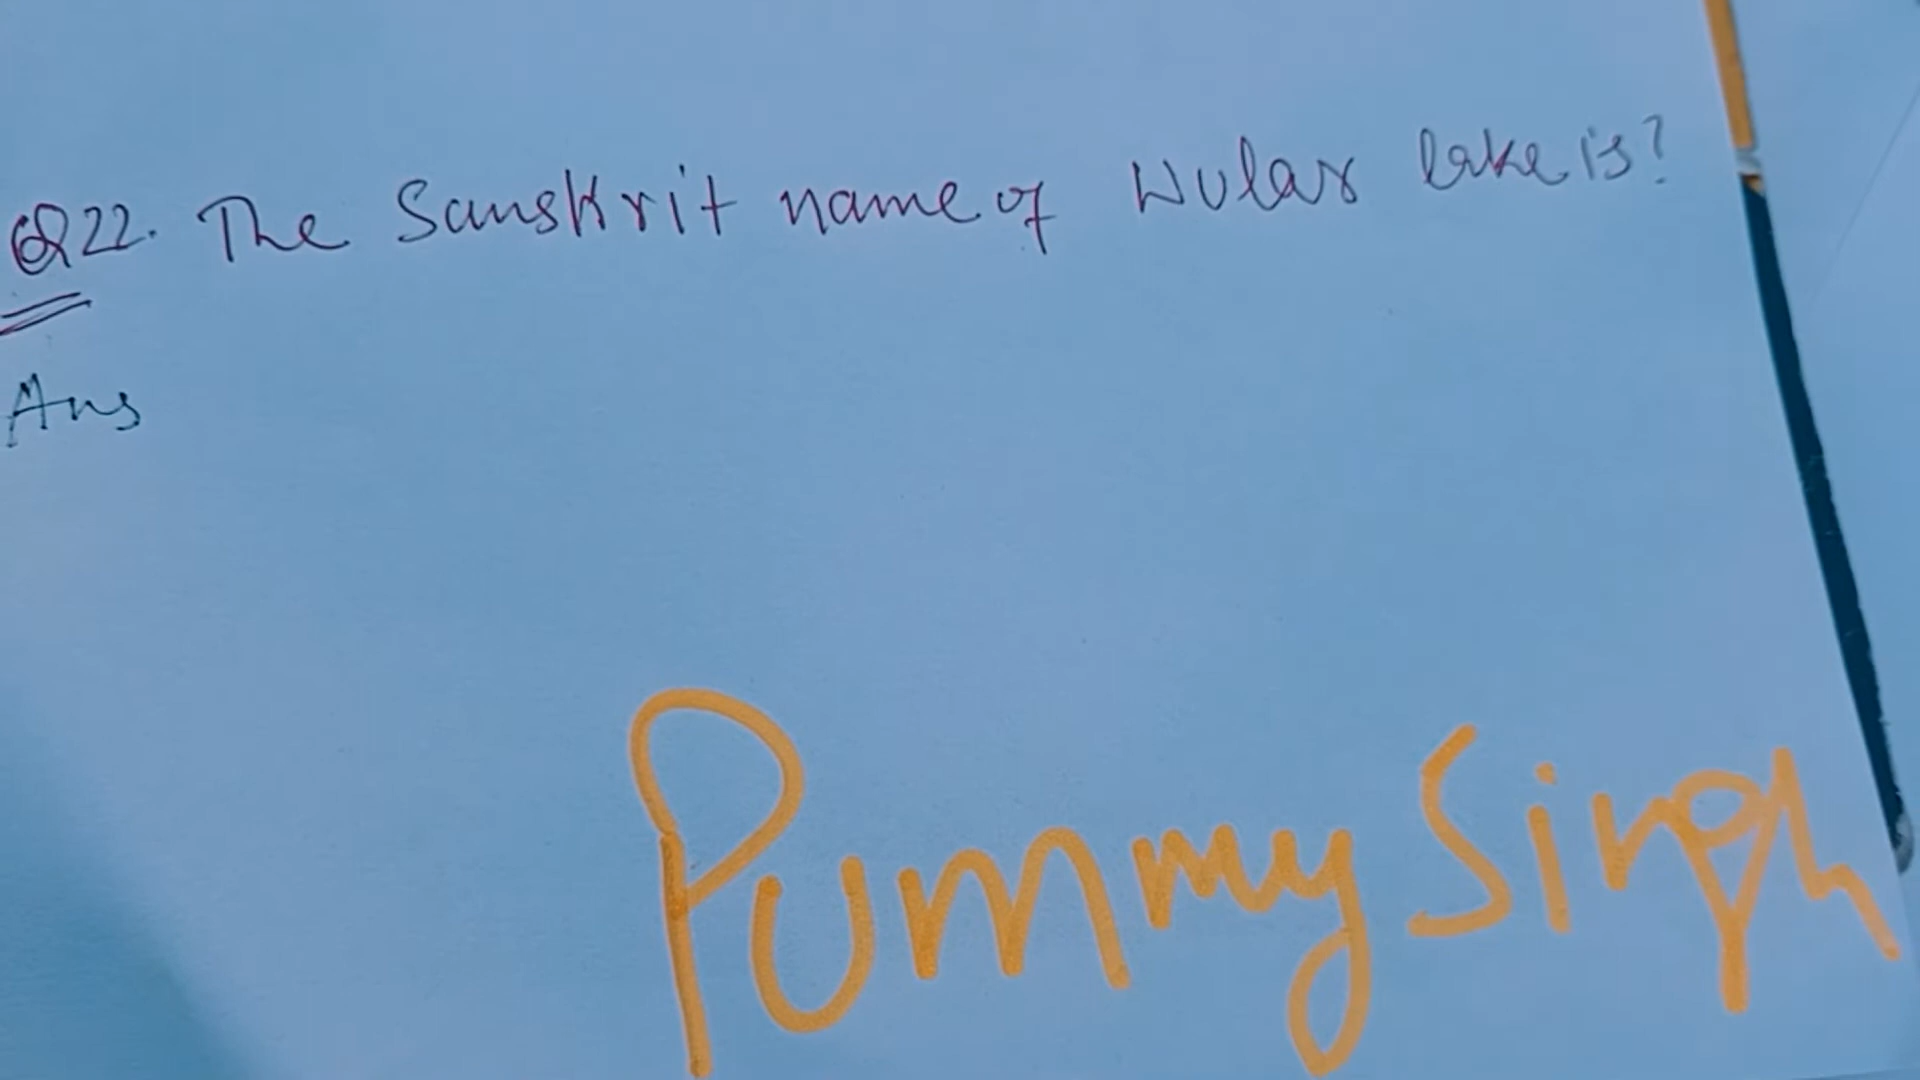 Q22. The Sanskrit name of Wular lake is?
Ans
Pummy Singh